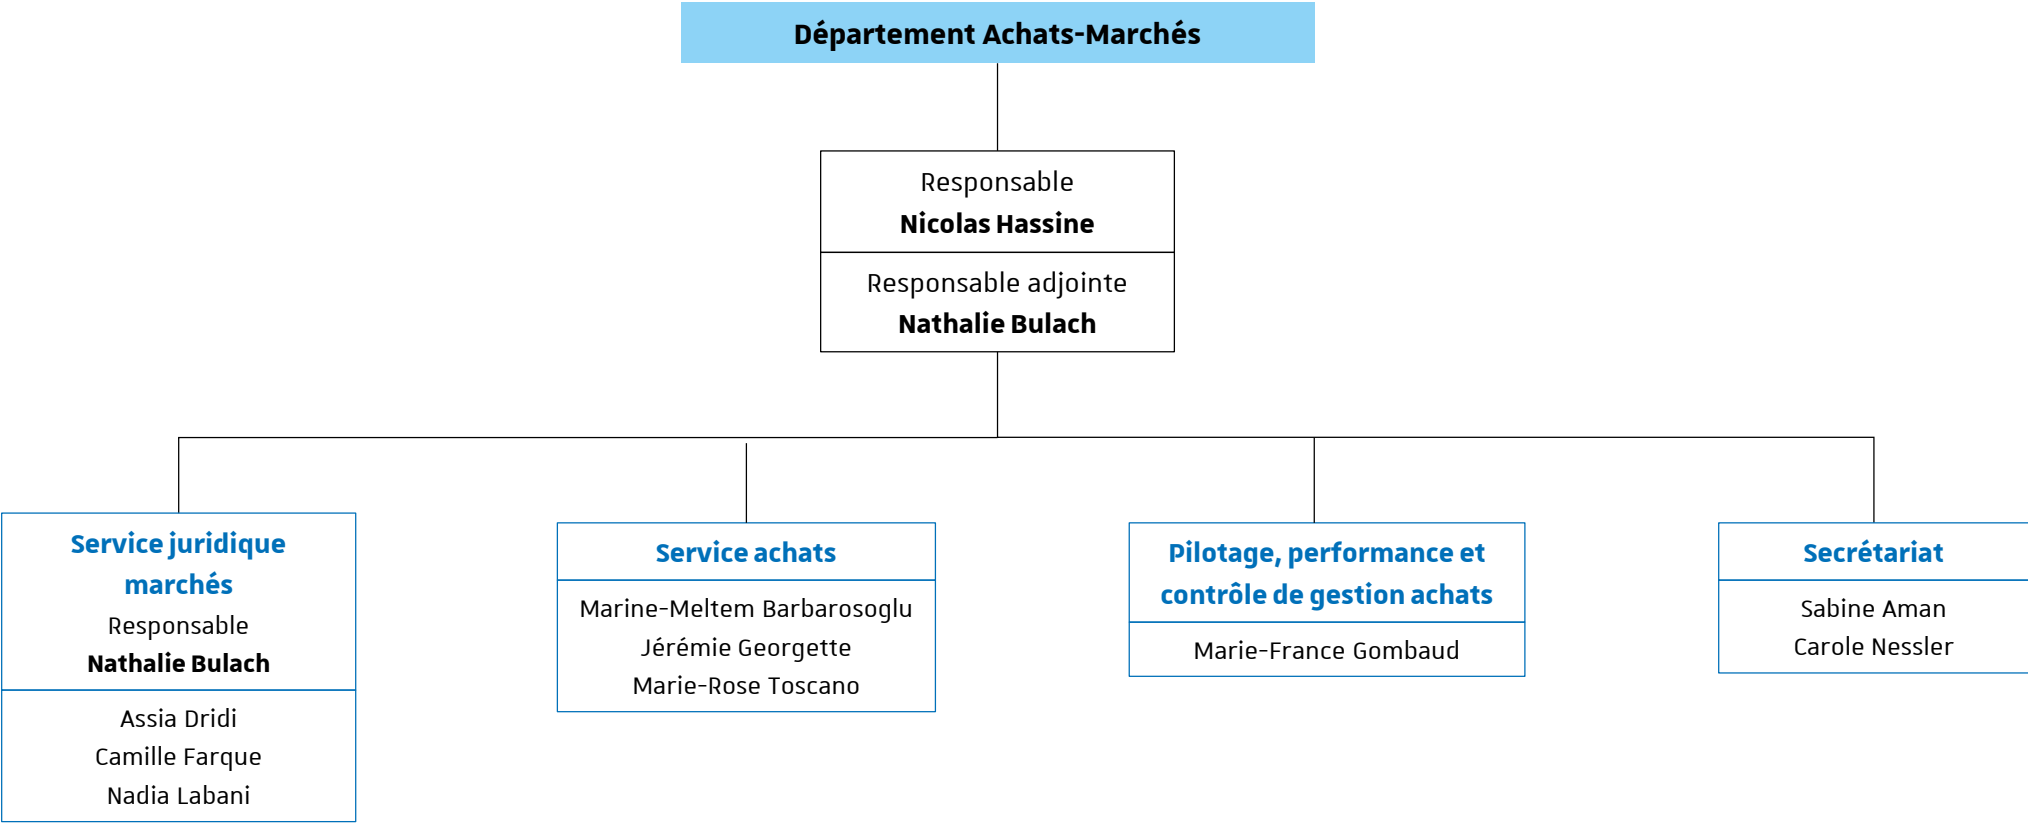 Département Achats-Marchés
Responsable
Nicolas Hassine
Responsable adjointe
Nathalie Bulach
Service juridique
marchés
Responsable
Nathalie Bulach
Assia Dridi
Camille Farque
Nadia Labani
Service achats
Marine-Meltem Barbarosoglu
Jérémie Georgette
Marie-Rose Toscano
Pilotage, performance et
contrôle de gestion achats
Marie-France Gombaud
Secrétariat
Sabine Aman
Carole Nessler